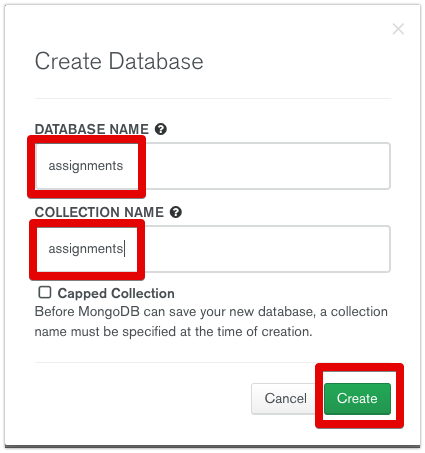 Create Database
DATABASE NAME
assignments
COLLECTION NAME
assignments
Capped Collection
Before MongoDB can save your new database, a collection
name must be specified at the time of creation.
Cancel
Create